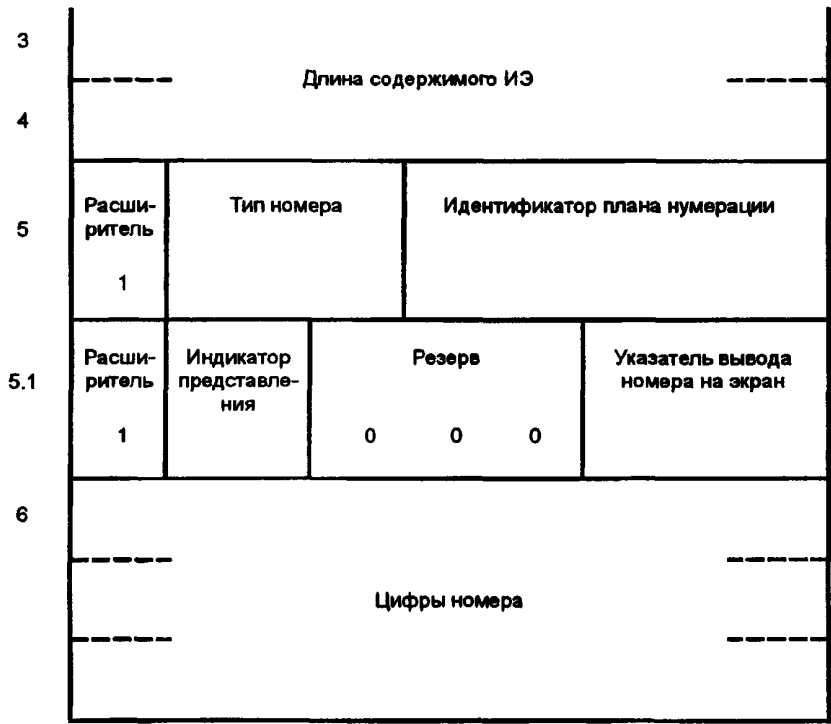 3
Длина содержимого ИЭ
4
5
Расши-
ритель
1
Тип номера
Идентификатор плана нумерации
5.1
Расши-
ритель
1
Индикатор
представле-
ния
Резерв
0 0 0
Указатель вывода
номера на экран
6
Цифры номера